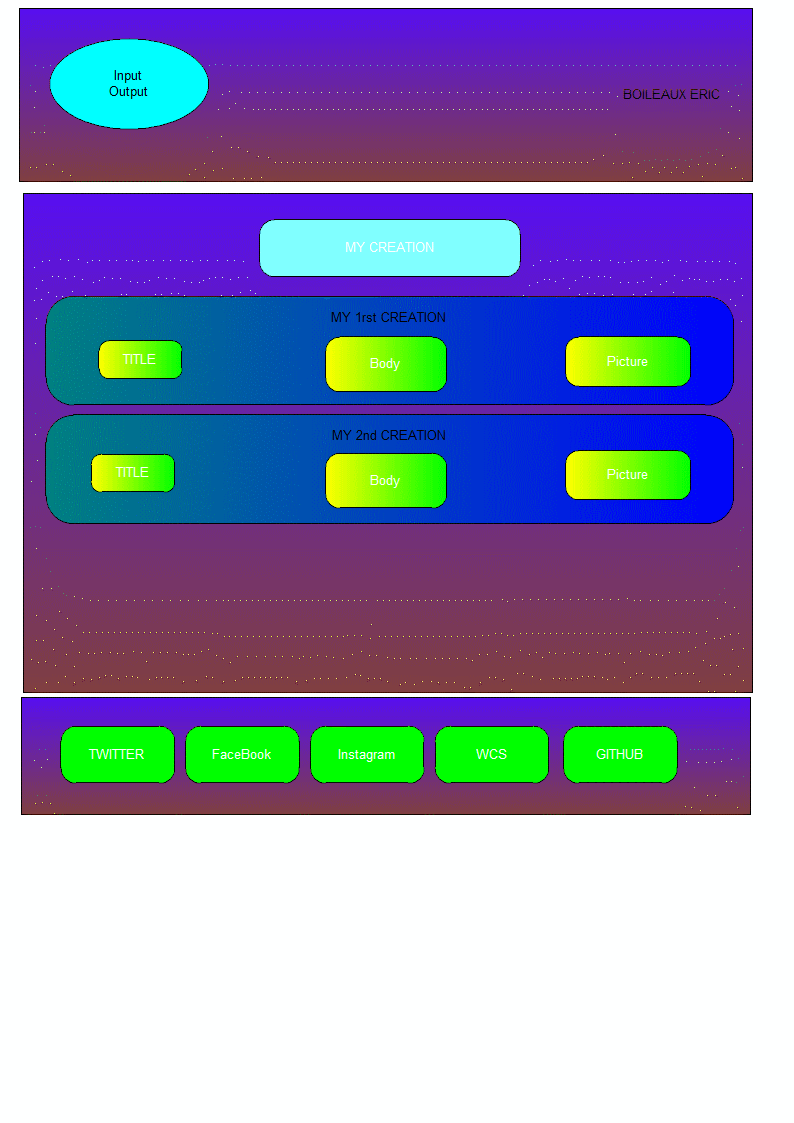 Input
Output
BOILEAUX ERIC
MY CREATION
MY 1rst CREATION
TITLE
Body
Picture
MY 2nd CREATION
TITLE
Body
Picture
TWITTER
FaceBook
Instagram
WCS
GITHUB